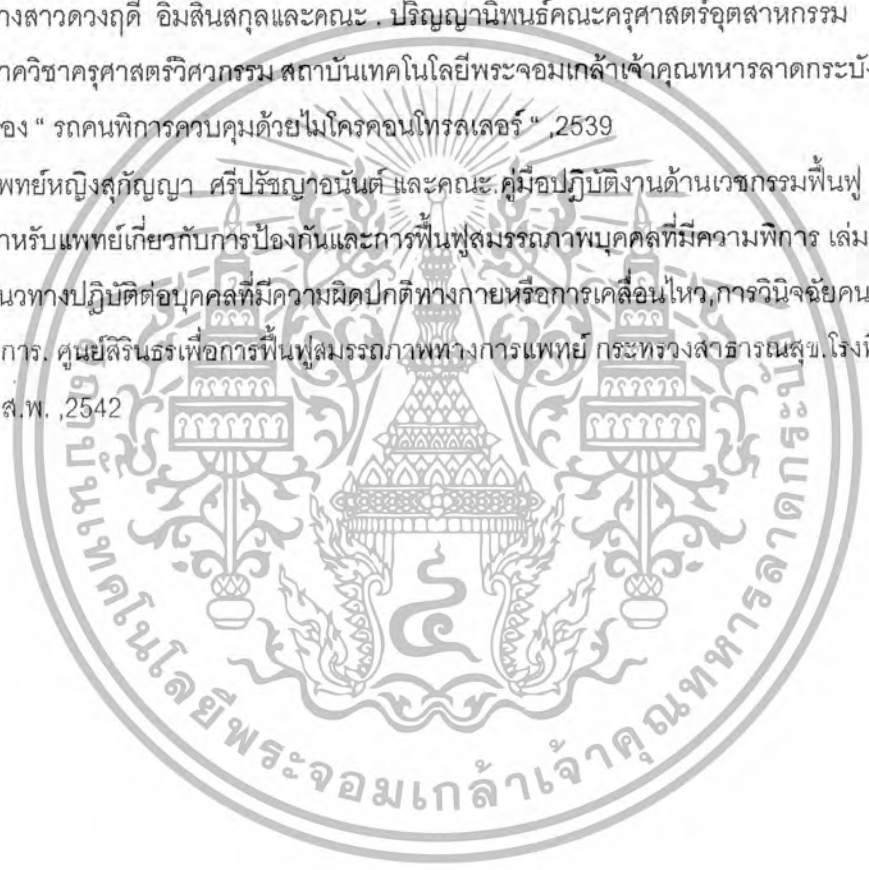 างสาวดวงฤดี อิ่มสินสกุลและคณะ . ปริญญานิพนธ์คณะครุศาสตร์อุตสาหกรรม
าควิชาครุศาสตร์วิศวกรรม สถาบันเทคโนโลยีพระจอมเกล้าเจ้าคุณทหารลาดกระบัง
อง " รถคนพิการควบคุมด้วยไมโครคอนโทรลเลอร์ " ,2539
พทย์หญิงสุกัญญา ศรีปรัชญาอนันต์ และคณะ.คู่มือปฏิบัติงานด้านเวชกรรมฟื้นฟู
ำหรับแพทย์เกี่ยวกับการป้องกันและการฟื้นฟูสมรรถภาพบุคคลที่มีความพิการ เล่ม
นวทางปฏิบัติต่อบุคคลที่มีความผิดปกติทางกายหรือการเคลื่อนไหว,การวินิจฉัยคน
การ. ศูนย์สิรินธรเพื่อการฟื้นฟูสมรรถภาพทางการแพทย์ กระทรวงสาธารณสุข.โรงพิ
ส.พ. ,2542
สถาบันเทคโนโลยีพระจอมเกล้าเจ้าคุณทหารลาดกระบัง
๔